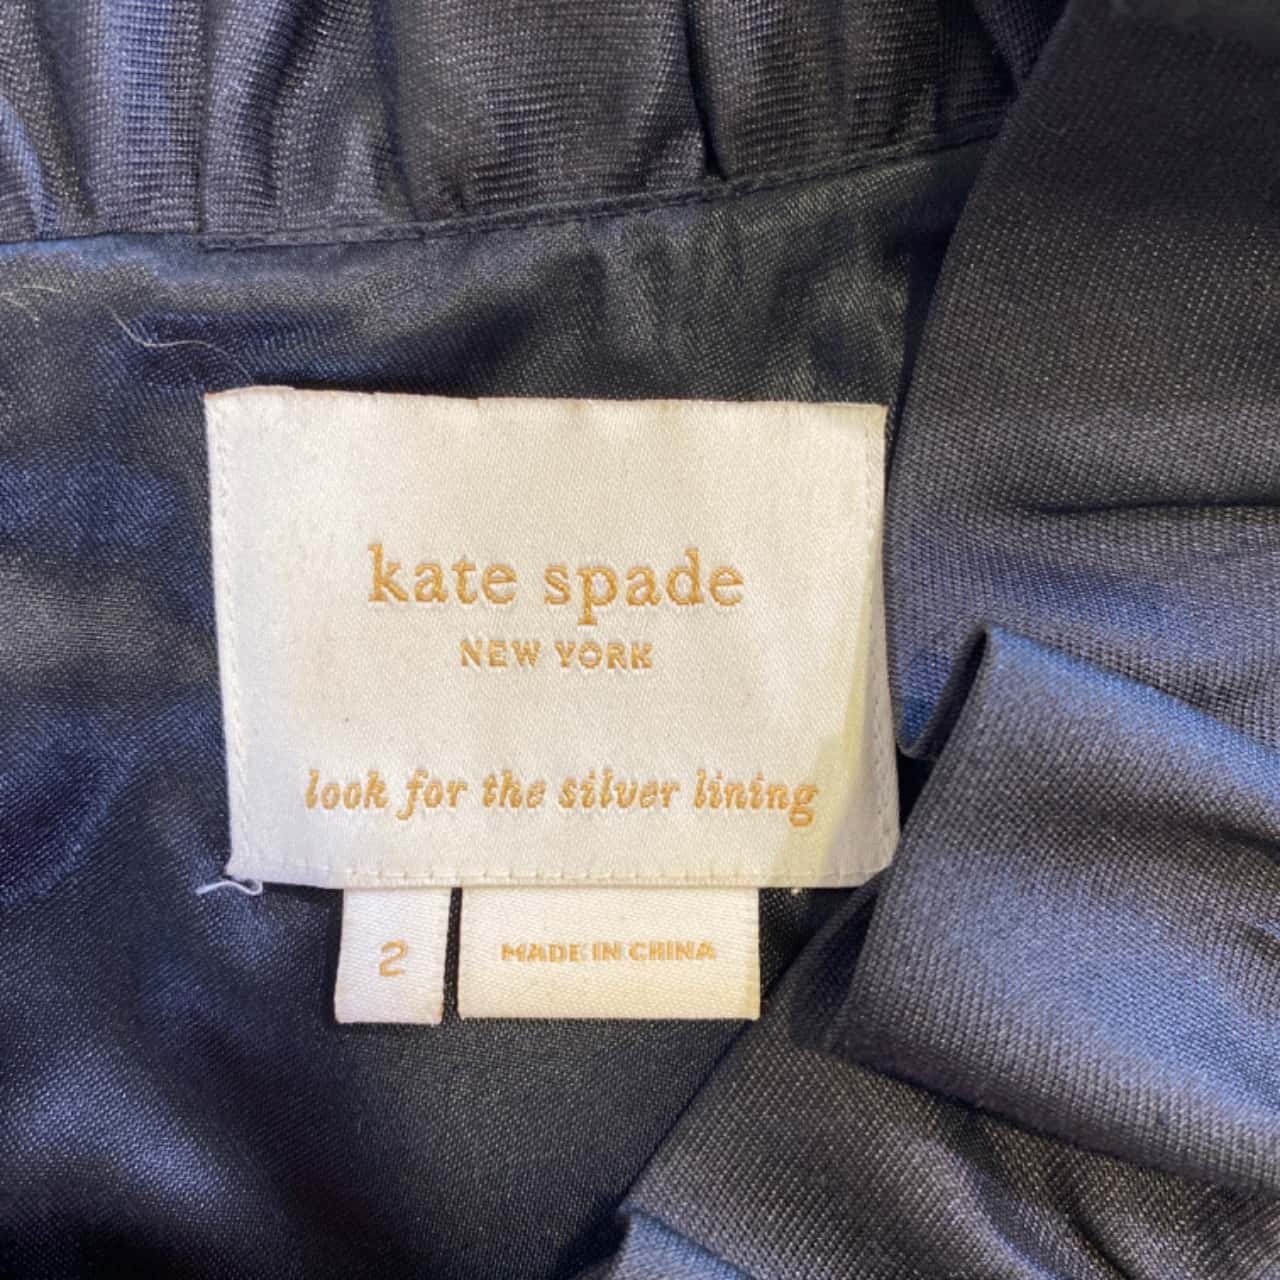 kate spade
NEW YORK
look for the silver lining
2
MADE IN CHINA